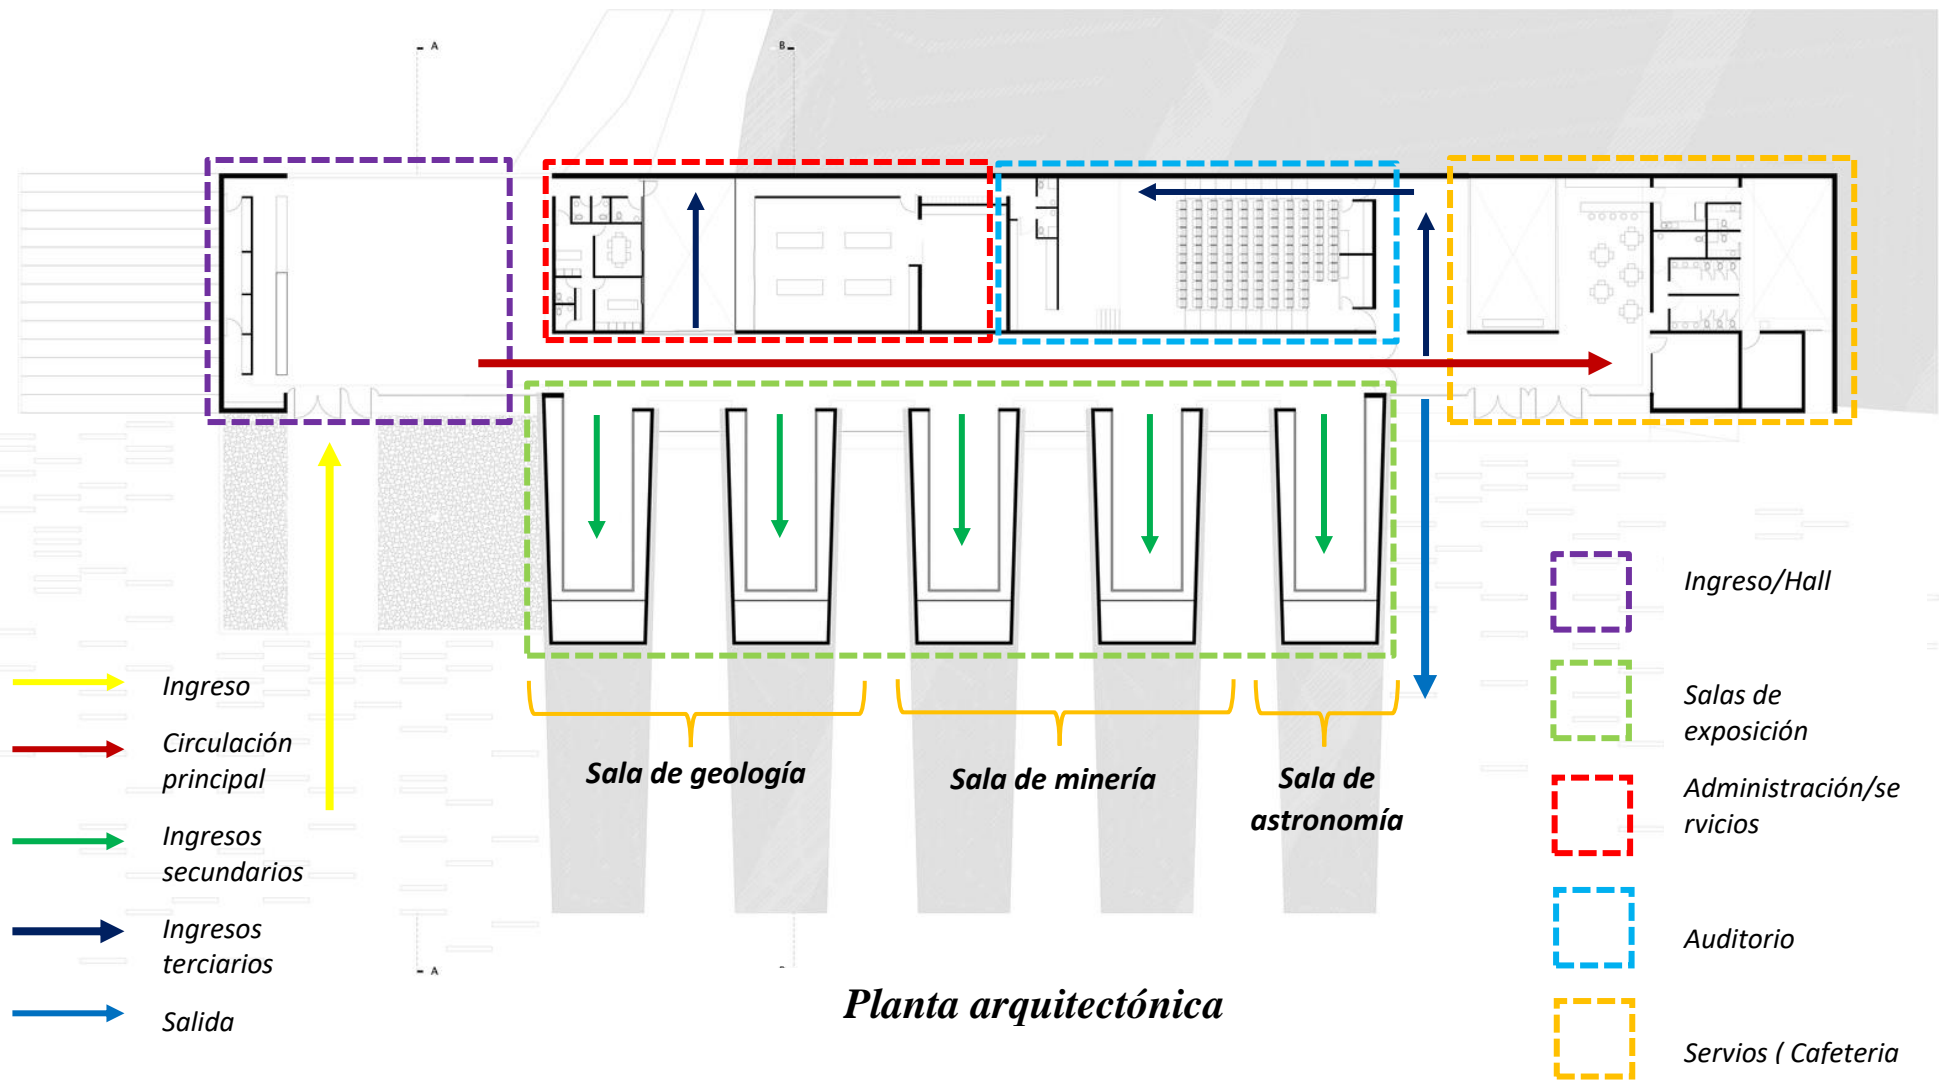 A
B
Ingreso/Hall
Salas de
exposición
Administración/se
rvicios
Auditorio
Servios ( Cafeteria
Ingreso
Circulación
principal
Ingresos
secundarios
Ingresos
terciarios
Salida
Sala de geología
Sala de minería
Sala de
astronomía
A
Planta arquitectónica